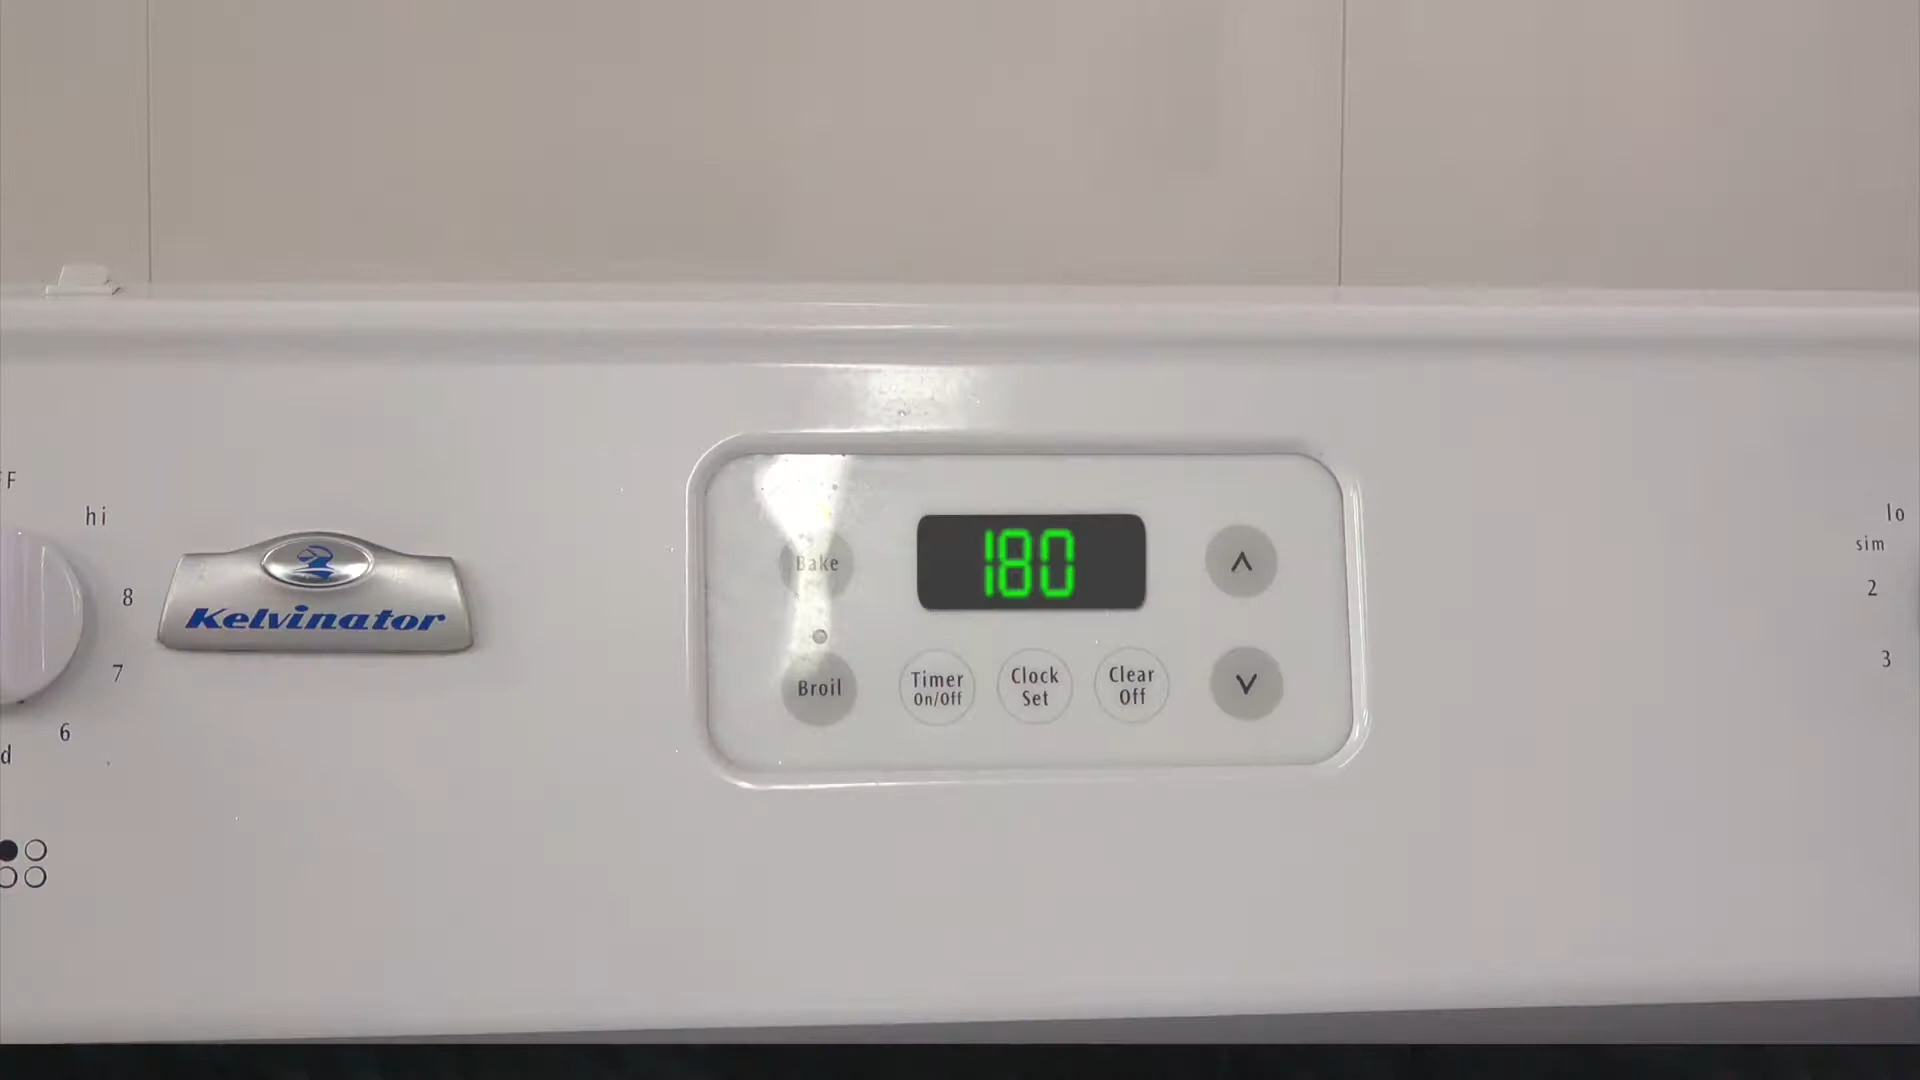 F
hi
8
7
6
d
Kelvinator
Bake
180
Broil
Timer
On/Off
Clock
Set
Clear
Off
lo
sim
2
3